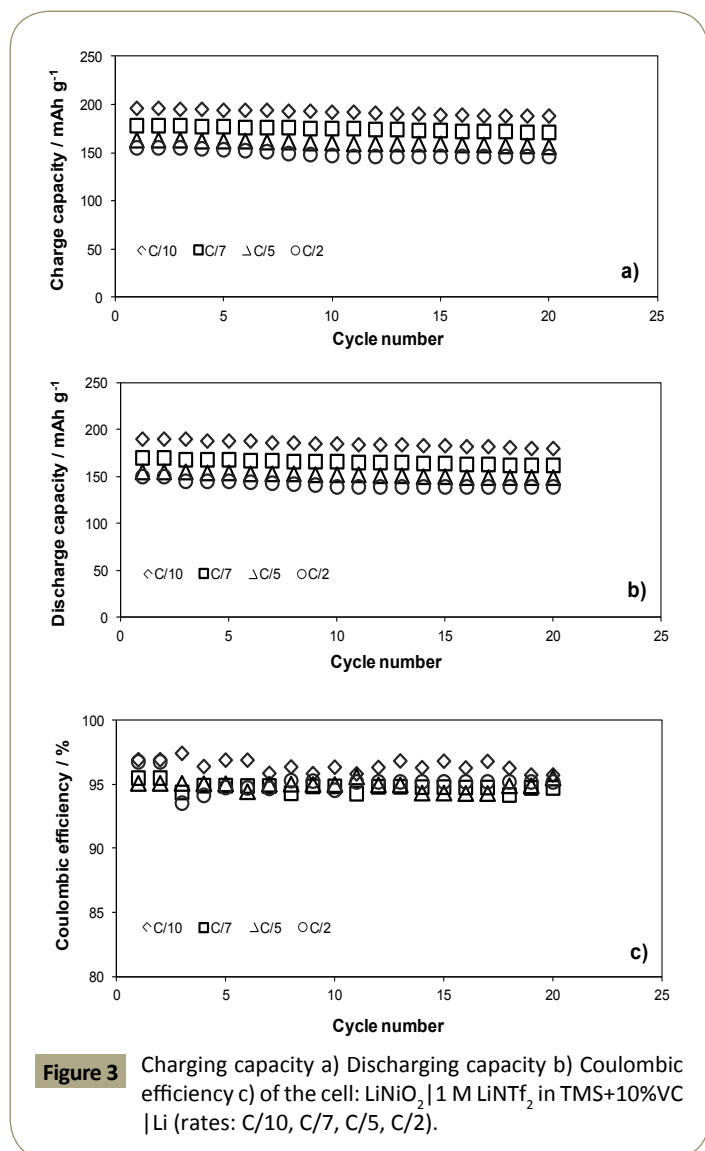 250
200
150
100
50
0
Charge capacity / mAh g⁻¹
◇C/10 □C/7 △C/5 ○C/2
a)
0 5 10 15 20 25
Cycle number
250
200
150
100
50
0
Discharge capacity / mAh g⁻¹
◇C/10 □C/7 △C/5 ○C/2
b)
0 5 10 15 20 25
Cycle number
100
95
90
85
80
Coulombic efficiency / %
◇C/10 □C/7 △C/5 ○C/2
c)
0 5 10 15 20 25
Cycle number
Figure 3 Charging capacity a) Discharging capacity b) Coulombic
efficiency c) of the cell: LiNiO₂|1 M LiNTf₂ in TMS+10%VC
|Li (rates: C/10, C/7, C/5, C/2).